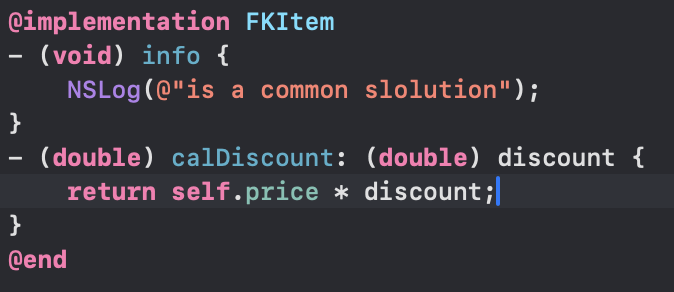 @implementation FKItem
- (void) info {
    NSLog(@"is a common slolution");
}
- (double) calDiscount: (double) discount {
    return self.price * discount;
}
@end